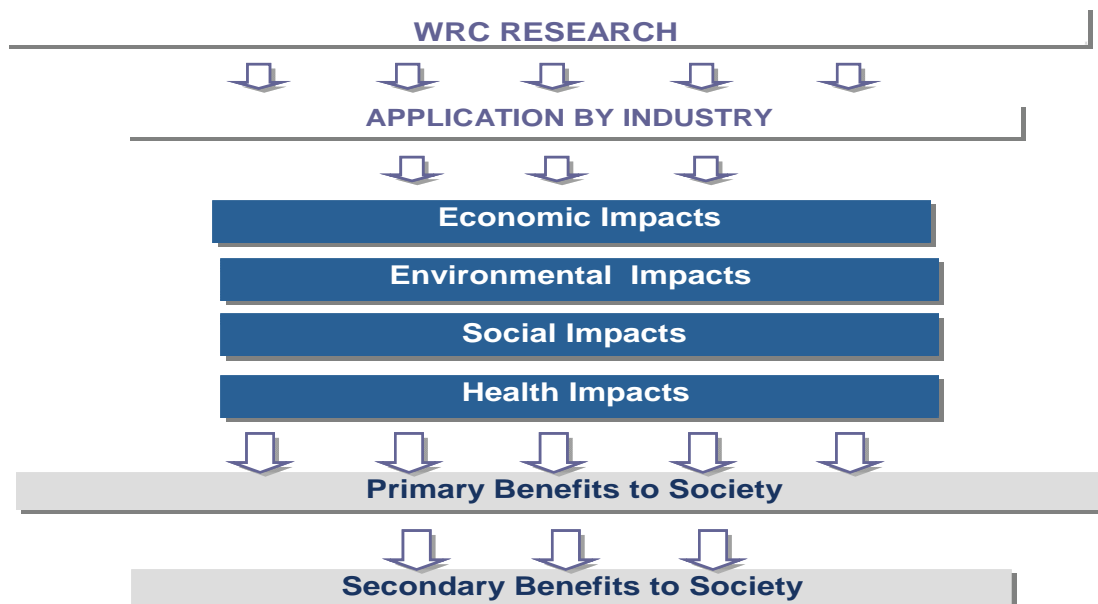 WRC RESEARCH
APPLICATION BY INDUSTRY
Economic Impacts
Environmental  Impacts
Social Impacts
Health Impacts
Primary Benefits to Society
Secondary Benefits to Society